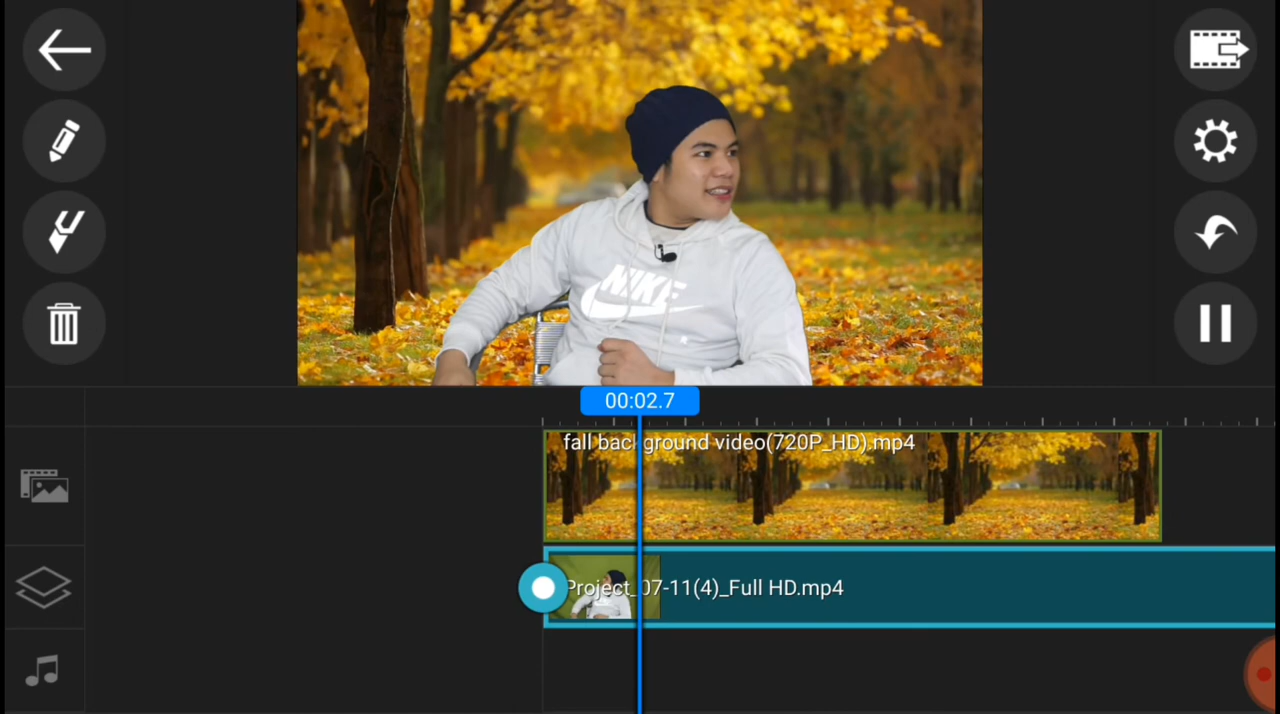 NIKE
00:02.7
fall background video(720P_HD).mp4
Project_07-11(4)_Full HD.mp4